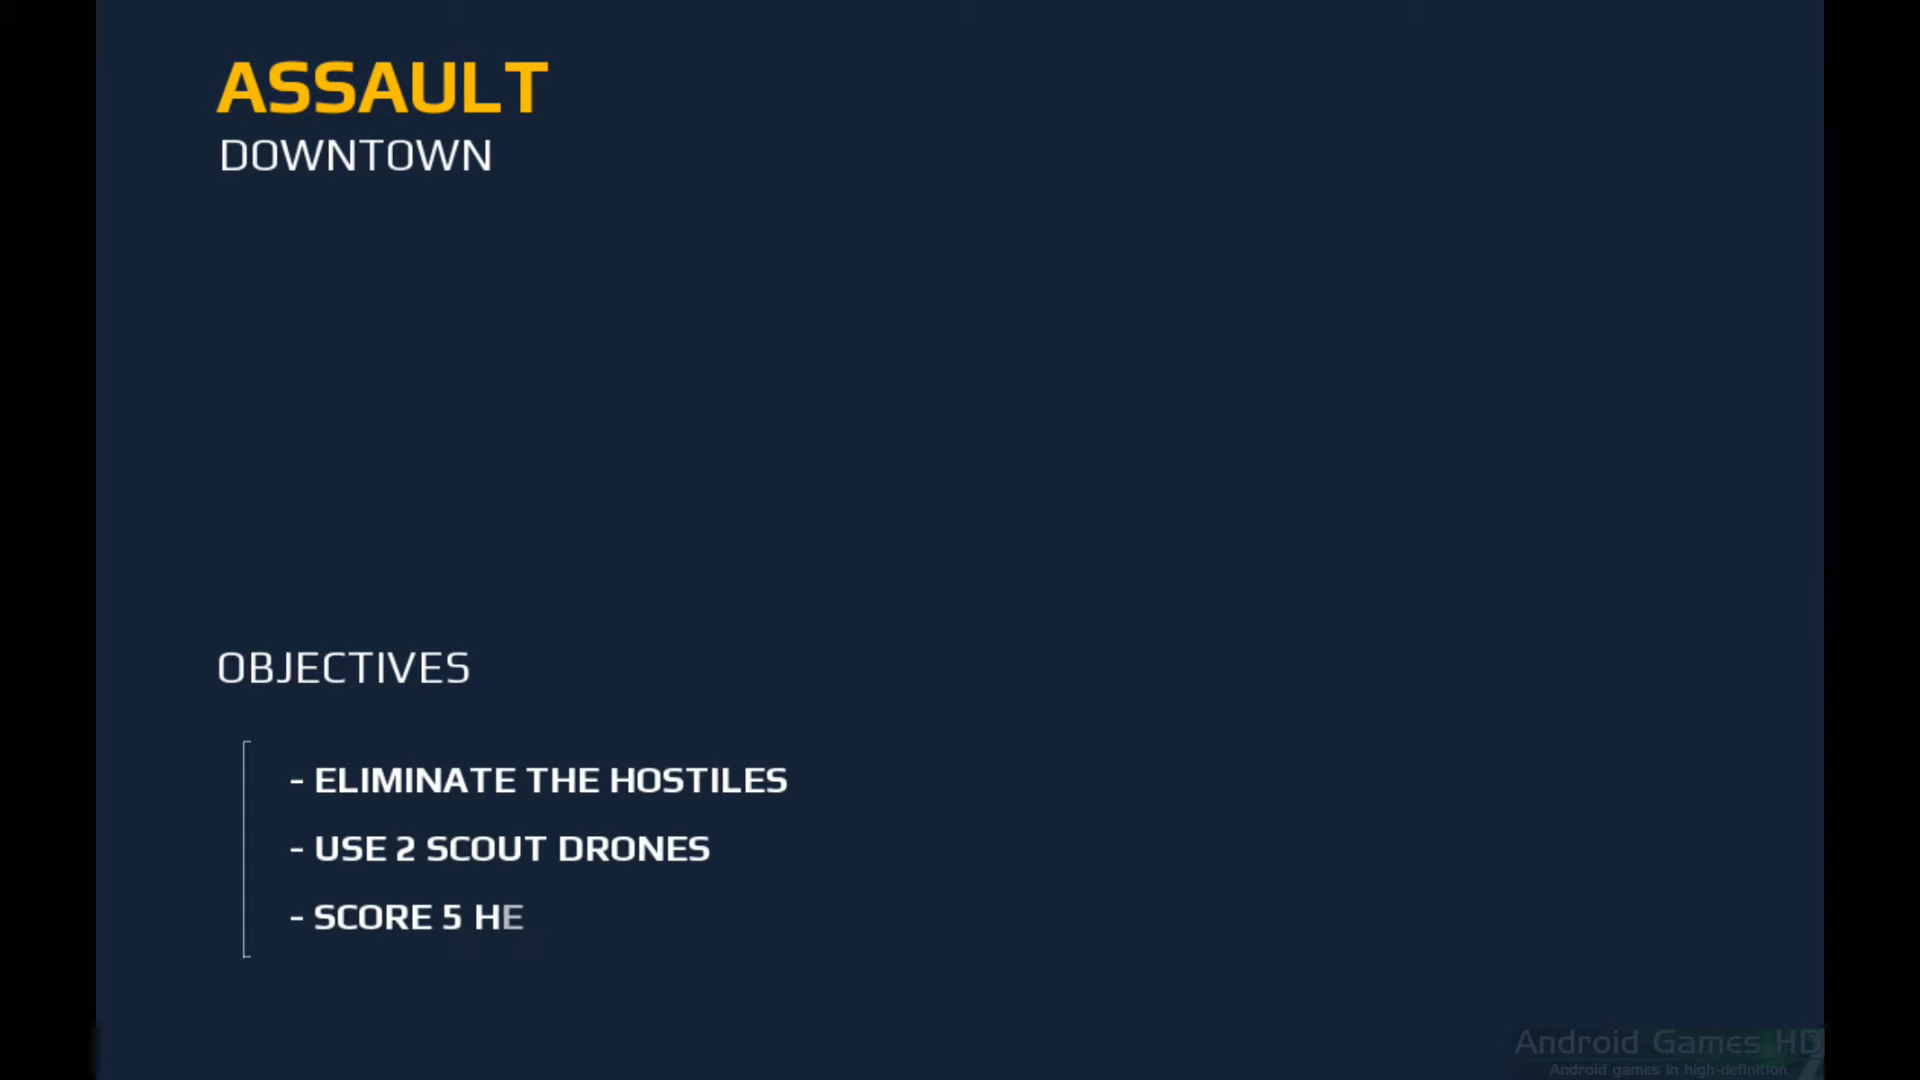 ASSAULT
DOWNTOWN
OBJECTIVES
- ELIMINATE THE HOSTILES
- USE 2 SCOUT DRONES
- SCORE 5 HE
Android Games HD
Android games in high-definition